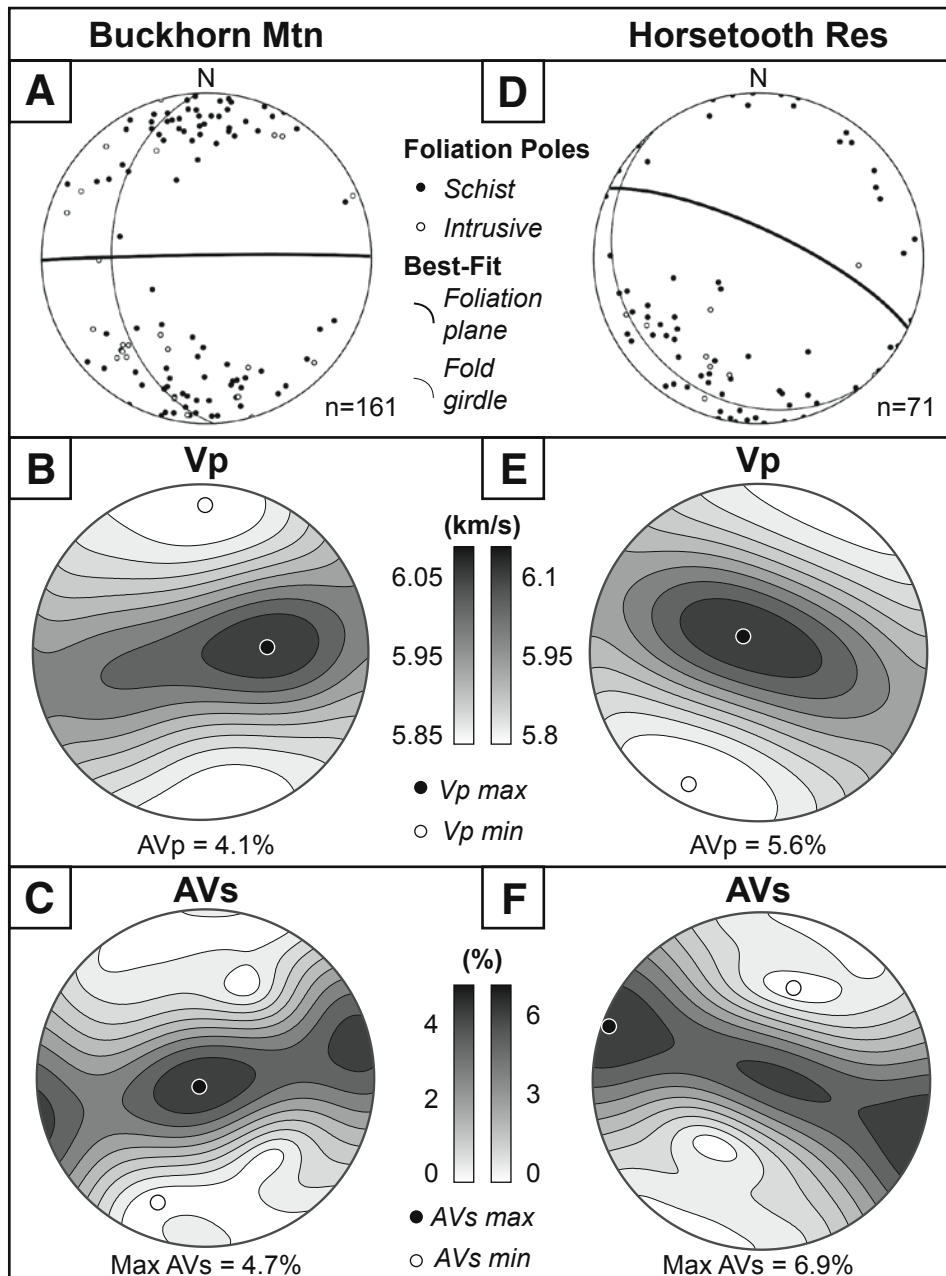 Buckhorn Mtn
Horsetooth Res
A
N
D
N
Foliation Poles
Schist
Intrusive
Best-Fit
Foliation
plane
Fold
girdle
n=161
n=71
B
Vp
E
Vp
(km/s)
6.05
6.1
5.95
5.95
5.85
5.8
Vp max
Vp min
AVp = 4.1%
AVp = 5.6%
C
AVs
F
AVs
(%)
4
6
2
3
0
0
AVs max
AVs min
Max AVs = 4.7%
Max AVs = 6.9%